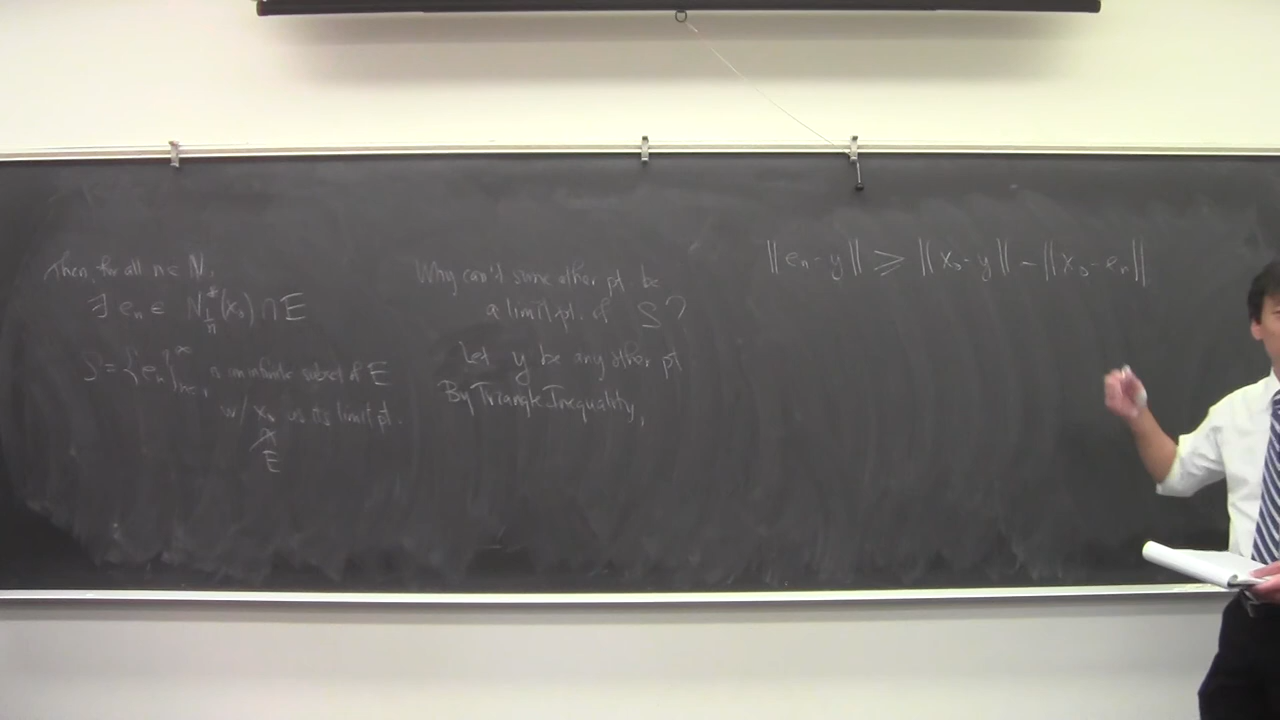 Then, for all n ∈ N,
∃ eₙ ∈ N*_{1/n}(x₀) ∩ E
S = {eₙ}_{n=1}^∞ is an infinite subset of E
w/ x₀ as its limit pt.
∉
E
Why can't some other pt. be
a limit pt. of S?
Let y be any other pt
By Triangle Inequality,
||eₙ - y|| ≥ ||x₀ - y|| - ||x₀ - eₙ||